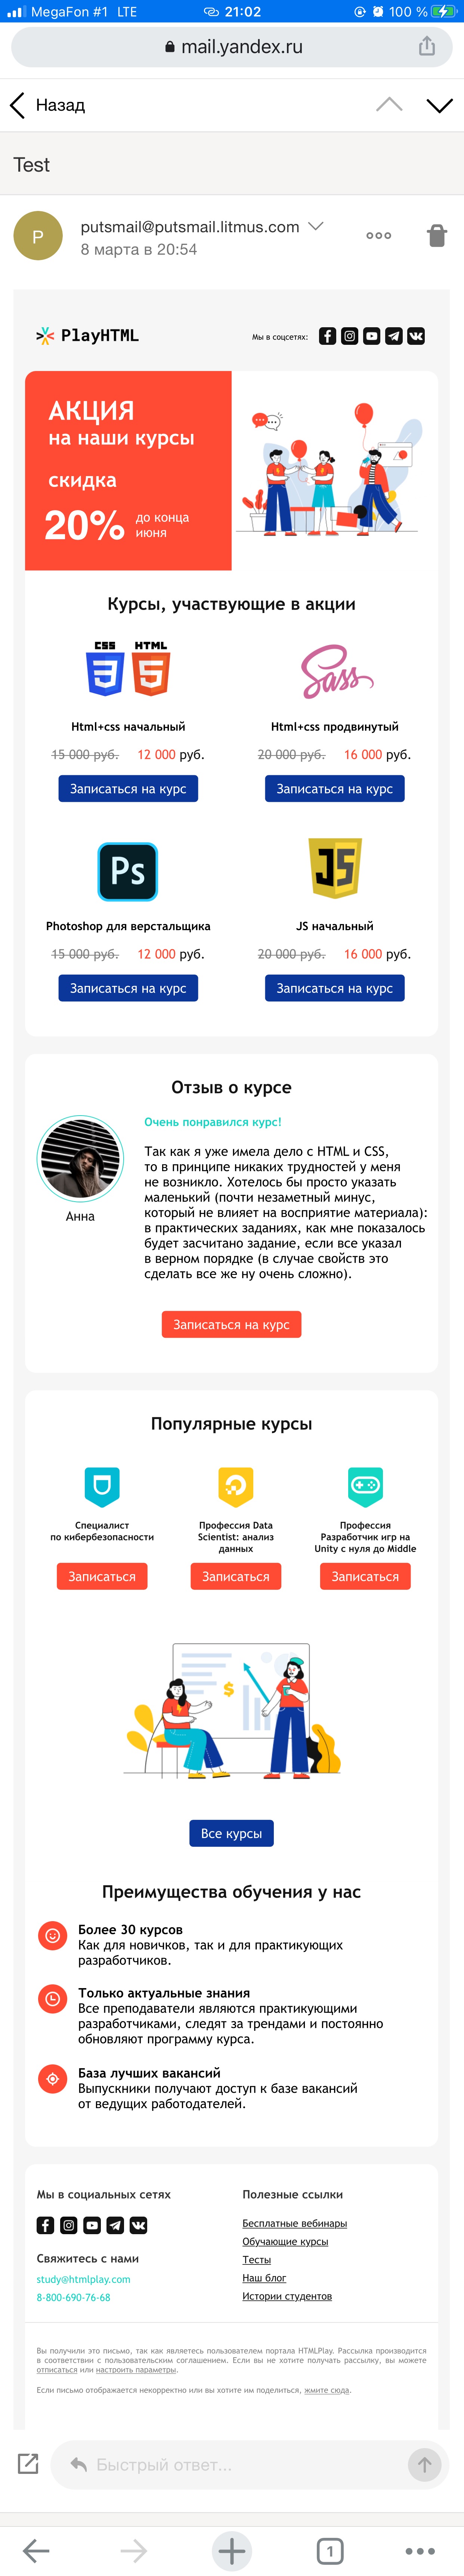 MegaFon #1 LTE 21:02 100 %
mail.yandex.ru
Назад
Test
P
putsmail@putsmail.litmus.com
8 марта в 20:54
PlayHTML
Мы в соцсетях:
АКЦИЯ
на наши курсы
скидка
20% до конца
июня
Курсы, участвующие в акции
CSS HTML
3 5
Sass
Html+css начальный
Html+css продвинутый
15 000 руб. 12 000 руб.
20 000 руб. 16 000 руб.
Записаться на курс
Записаться на курс
Ps
JS
Photoshop для верстальщика
JS начальный
15 000 руб. 12 000 руб.
20 000 руб. 16 000 руб.
Записаться на курс
Записаться на курс
Отзыв о курсе
Очень понравился курс!
Так как я уже имела дело с HTML и CSS,
то в принципе никаких трудностей у меня
не возникло. Хотелось бы просто указать
маленький (почти незаметный минус,
который не влияет на восприятие материала):
в практических заданиях, как мне показалось
будет засчитано задание, если все указал
в верном порядке (в случае свойств это
сделать все же ну очень сложно).
Анна
Записаться на курс
Популярные курсы
Специалист
по кибербезопасности
Профессия Data
Scientist: анализ
данных
Профессия
Разработчик игр на
Unity с нуля до Middle
Записаться
Записаться
Записаться
$
Все курсы
Преимущества обучения у нас
Более 30 курсов
Как для новичков, так и для практикующих
разработчиков.
Только актуальные знания
Все преподаватели являются практикующими
разработчиками, следят за трендами и постоянно
обновляют программу курса.
База лучших вакансий
Выпускники получают доступ к базе вакансий
от ведущих работодателей.
Мы в социальных сетях
Свяжитесь с нами
study@htmlplay.com
8-800-690-76-68
Полезные ссылки
Бесплатные вебинары
Обучающие курсы
Тесты
Наш блог
Истории студентов
Вы получили это письмо, так как являетесь пользователем портала HTMLPlay. Рассылка производится
в соответствии с пользовательским соглашением. Если вы не хотите получать рассылку, вы можете
отписаться или настроить параметры.
Если письмо отображается некорректно или вы хотите им поделиться, жмите сюда.
Быстрый ответ...
1